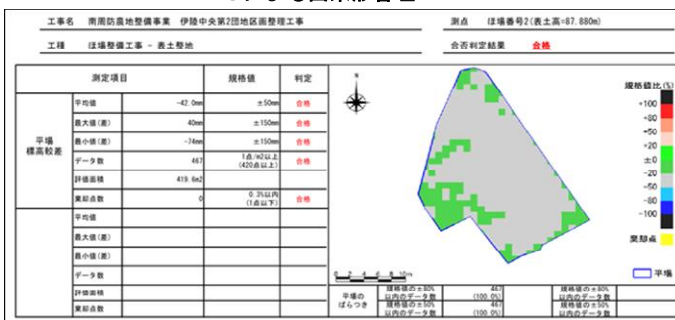 工事名 南周防農地整備事業 伊陸中央第2団地区画整理工事
測点 ほ場番号2(表土高=87.880m)
工種 ほ場整備工事 - 表土整地
合否判定結果 合格
測定項目 規格値 判定
平場標高較差
平均値 -42.0mm ±50mm 合格
最大値(差) 40mm ±150mm 合格
最小値(差) -74mm ±150mm 合格
データ数 467 1点/m2以上(420点以上) 合格
評価面積 419.6m2
棄却点数 0 0.3%以内(1点以下) 合格
平均値
最大値(差)
最小値(差)
データ数
評価面積
棄却点数
N
規格値比(%)
+100
+80
+50
+20
±0
-20
-50
-80
-100
棄却点
平場
0 2 4 6 8 10m
平場のばらつき
規格値の±80%以内のデータ数 467(100.0%) 規格値の±80%以内のデータ数
規格値の±50%以内のデータ数 467(100.0%) 規格値の±50%以内のデータ数